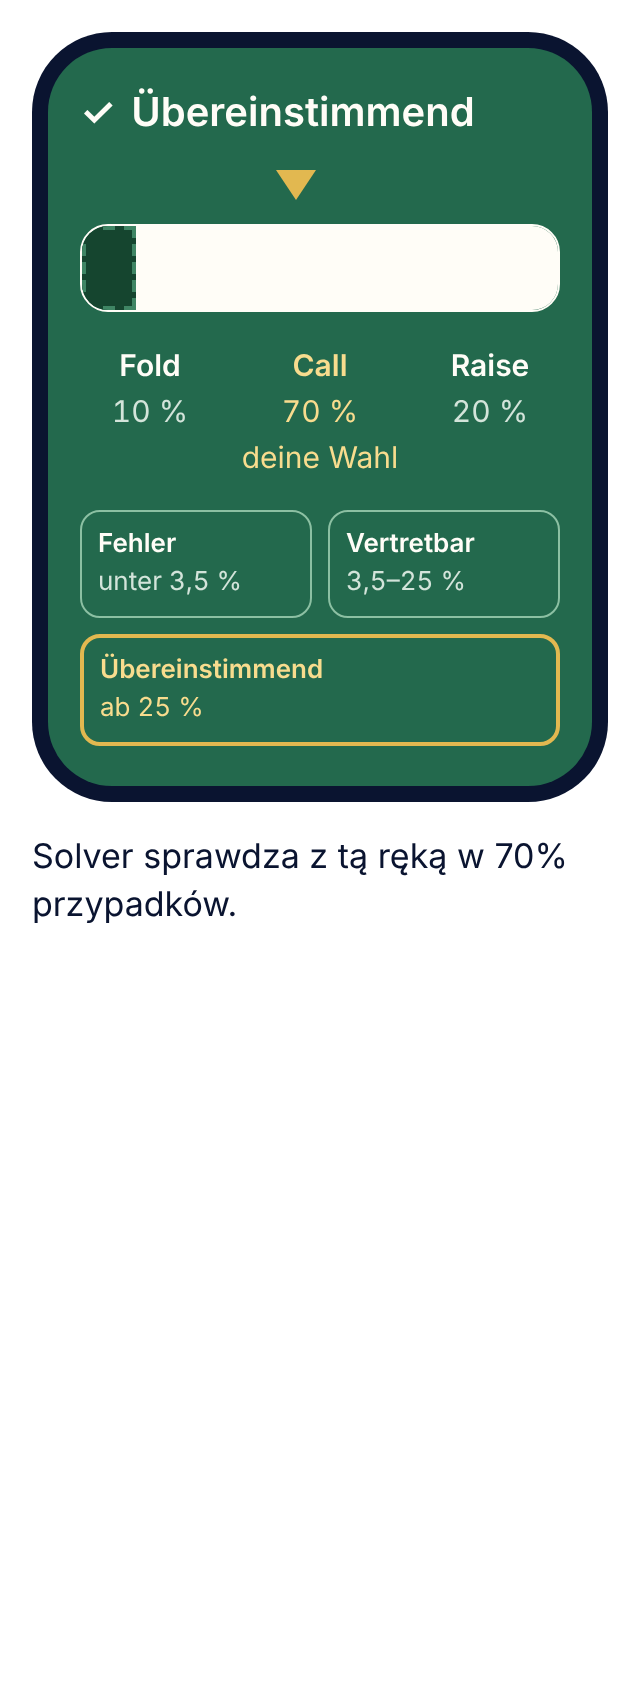 Übereinstimmend
Fold Call Raise
10 % 70 % 20 %
deine Wahl
Fehler Vertretbar
unter 3,5 % 3,5–25 %
Übereinstimmend
ab 25 %
Solver sprawdza z tą ręką w 70%
przypadków.